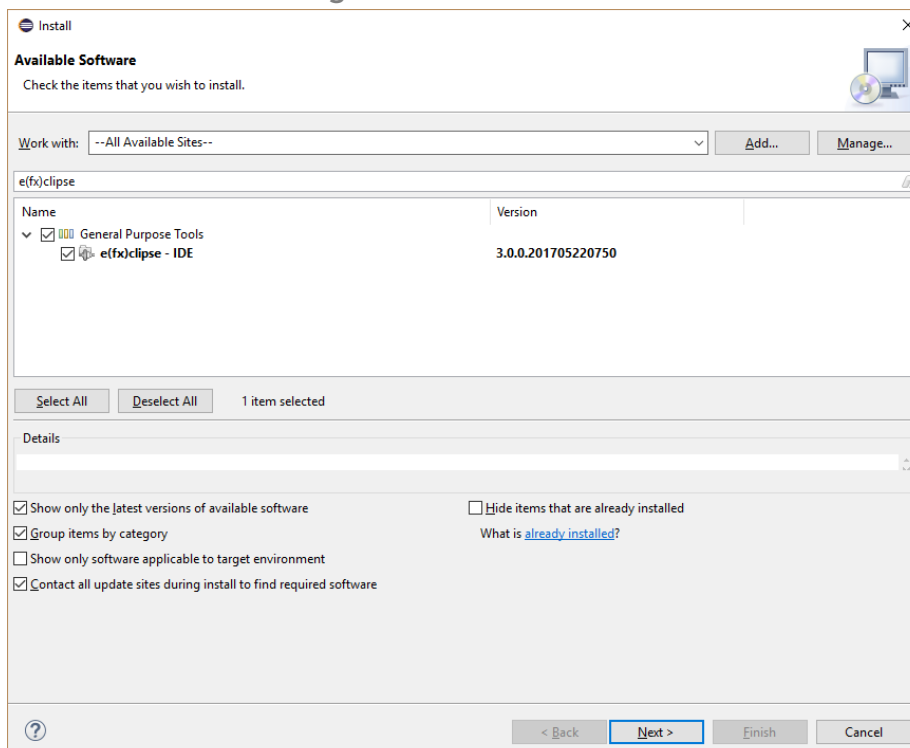 Install
Available Software
Check the items that you wish to install.
Work with: --All Available Sites-- Add... Manage...
e(fx)clipse
Name Version
General Purpose Tools
e(fx)clipse - IDE 3.0.0.201705220750
Select All Deselect All 1 item selected
Details
Show only the latest versions of available software Hide items that are already installed
Group items by category What is already installed?
Show only software applicable to target environment
Contact all update sites during install to find required software
? < Back Next > Finish Cancel